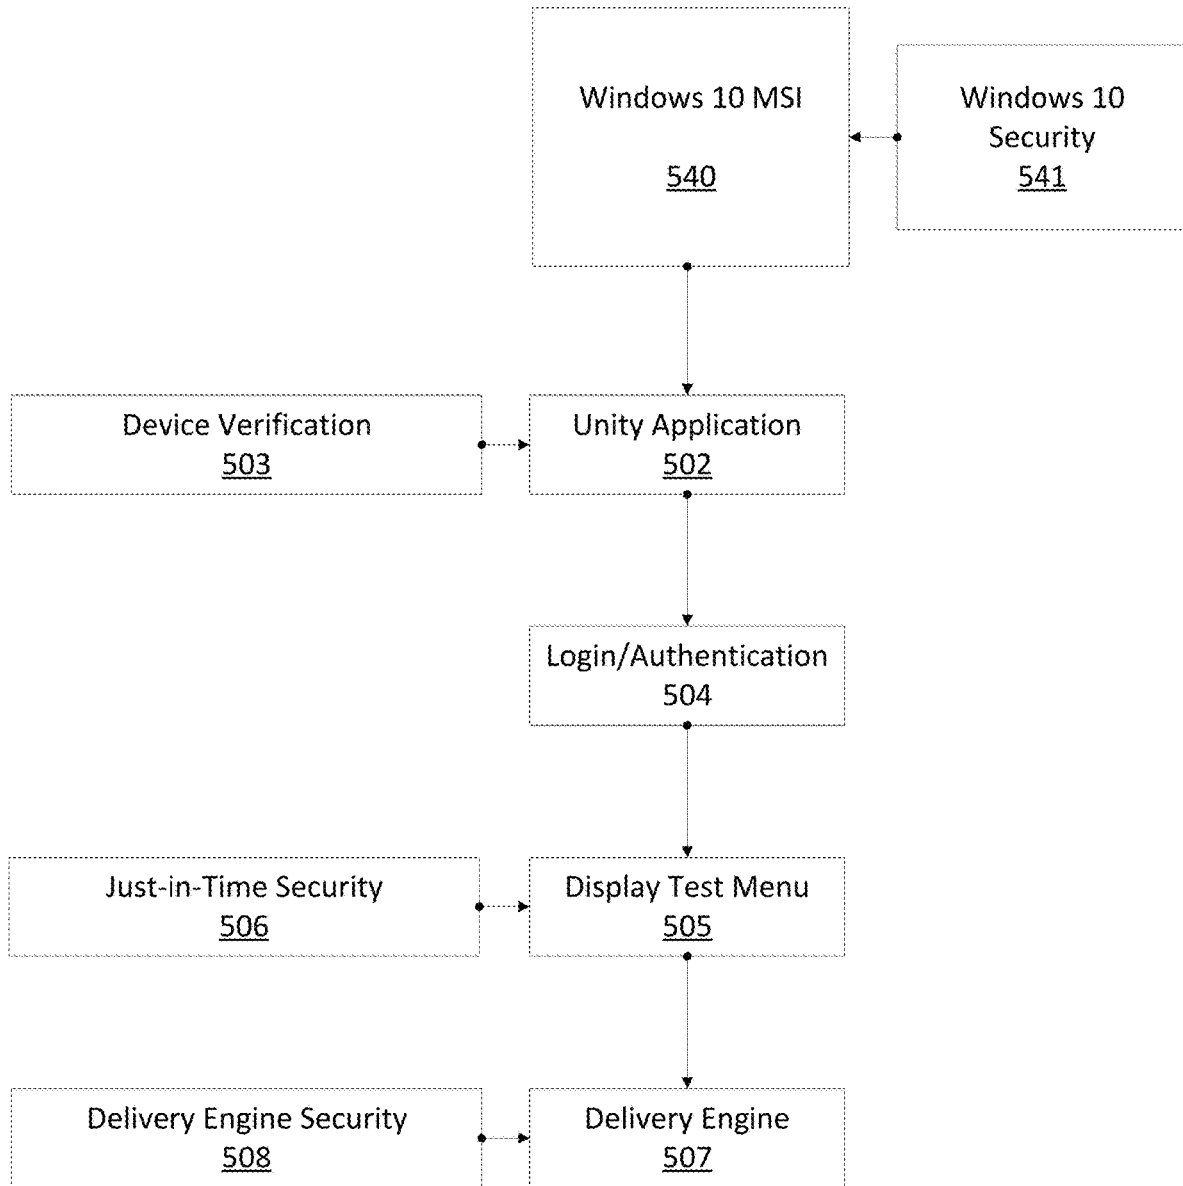 Windows 10 MSI
540
Windows 10
Security
541
Device Verification
503
Unity Application
502
Login/Authentication
504
Just-in-Time Security
506
Display Test Menu
505
Delivery Engine Security
508
Delivery Engine
507